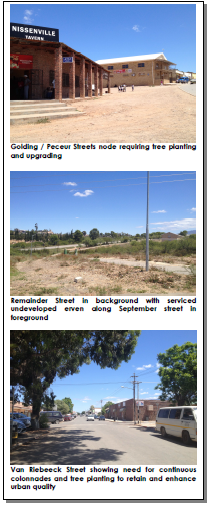 NISSENVILLE
TAVERN
Golding / Peceur Streets node requiring tree planting
and upgrading
Remainder Street in background with serviced
undeveloped erven along September street in
foreground
Van Riebeeck Street showing need for continuous
colonnades and tree planting to retain and enhance
urban quality